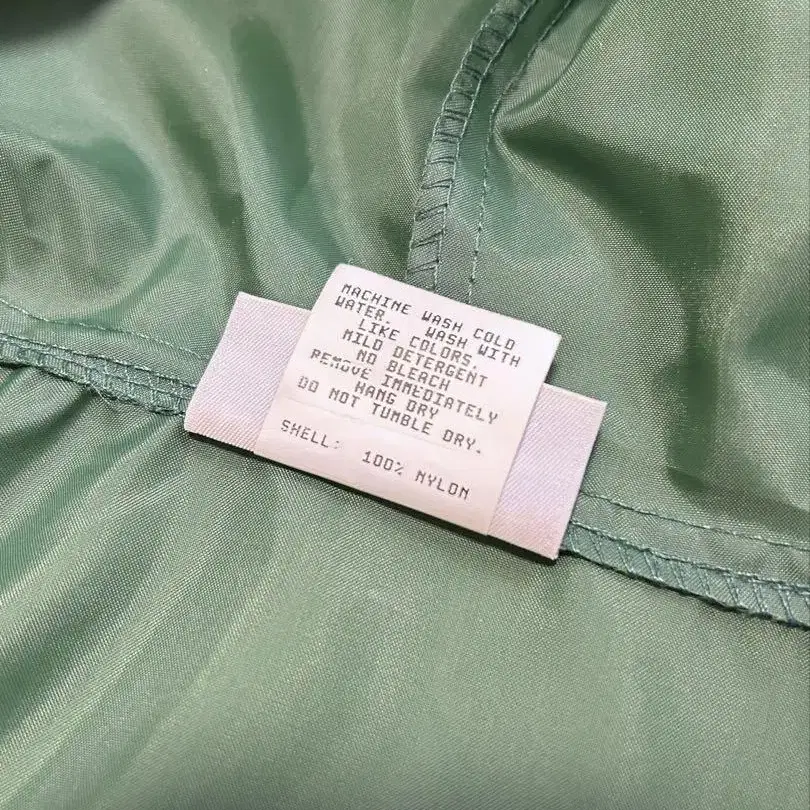 MACHINE WASH COLD
WATER. WASH WITH
LIKE COLORS.
MILD DETERGENT
NO BLEACH
REMOVE IMMEDIATELY
HANG DRY
DO NOT TUMBLE DRY.
SHELL: 100% NYLON